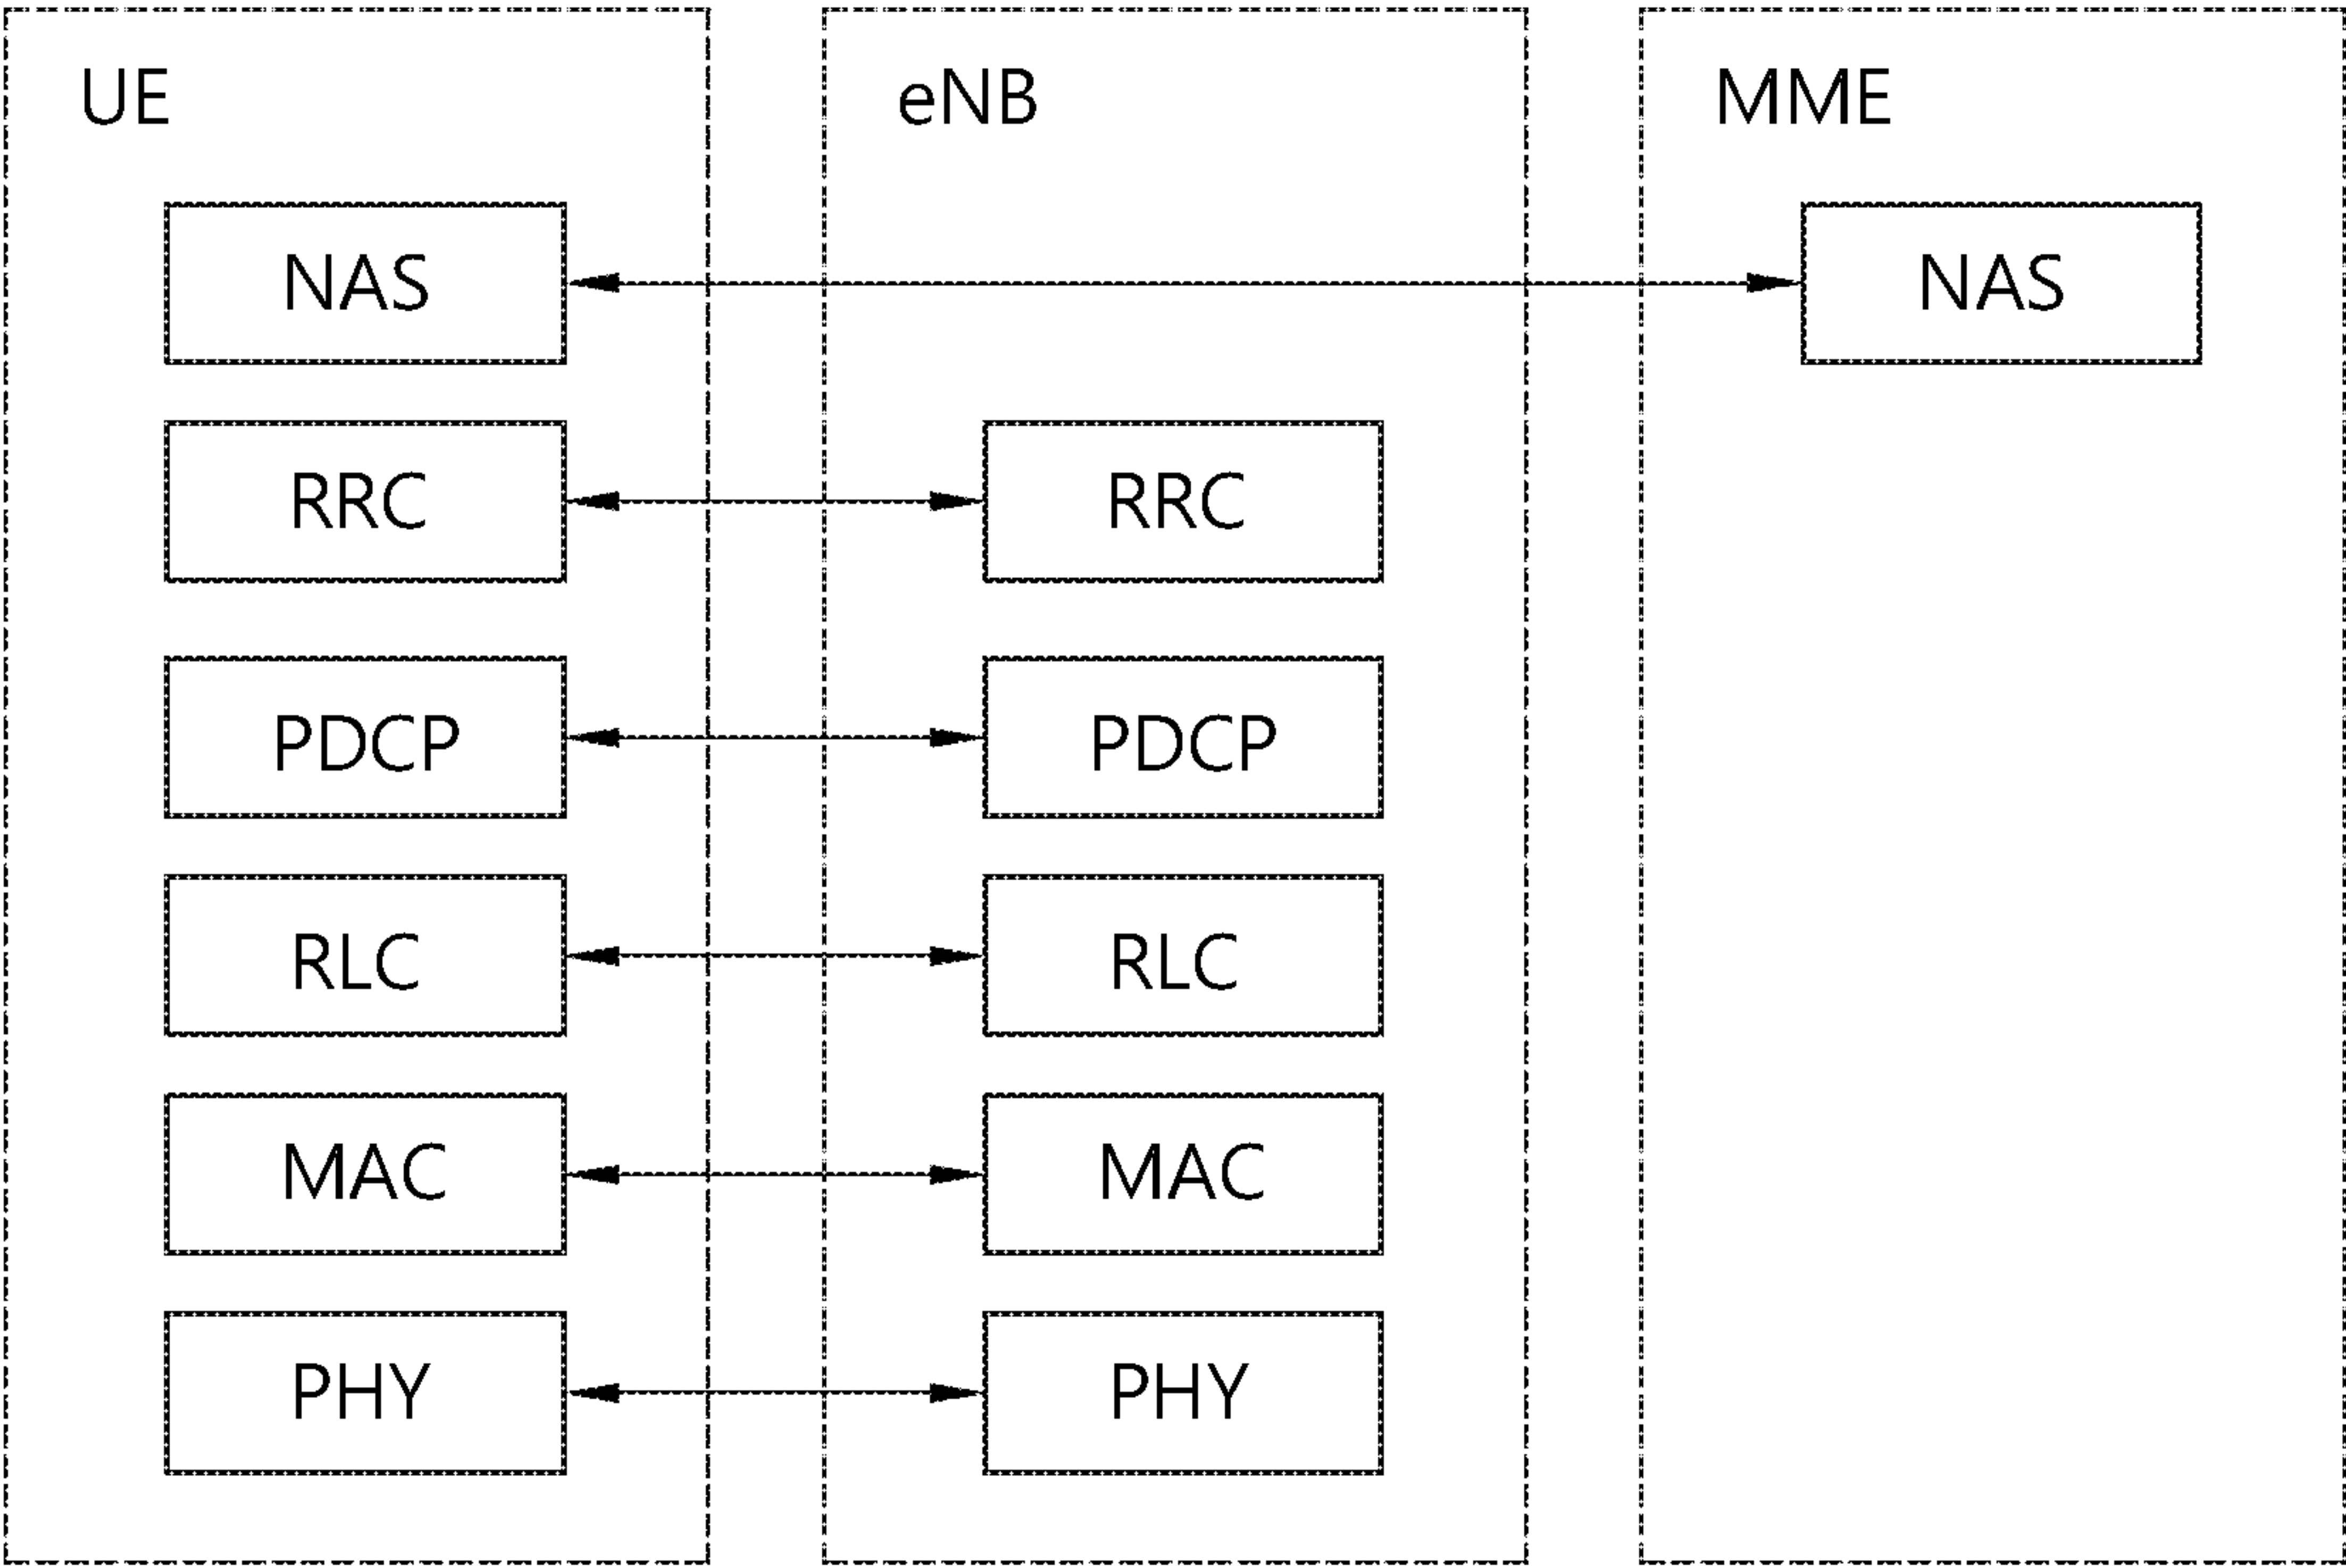 UE
eNB
MME
NAS
NAS
RRC
RRC
PDCP
PDCP
RLC
RLC
MAC
MAC
PHY
PHY